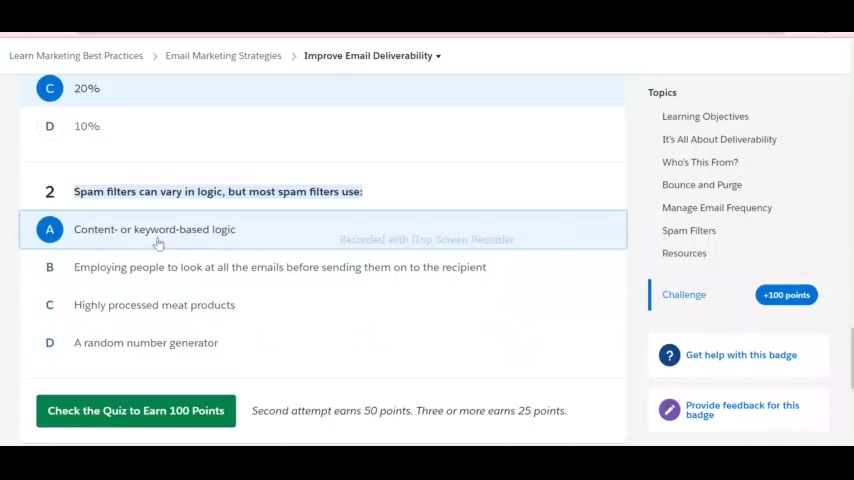 Learn Marketing Best Practices > Email Marketing Strategies > Improve Email Deliverability
C 20%
D 10%
2 Spam filters can vary in logic, but most spam filters use:
A Content- or keyword-based logic
Recorded with iTop Screen Recorder
B Employing people to look at all the emails before sending them on to the recipient
C Highly processed meat products
D A random number generator
Check the Quiz to Earn 100 Points
Second attempt earns 50 points. Three or more earns 25 points.
Topics
Learning Objectives
It's All About Deliverability
Who's This From?
Bounce and Purge
Manage Email Frequency
Spam Filters
Resources
Challenge +100 points
? Get help with this badge
Provide feedback for this
badge